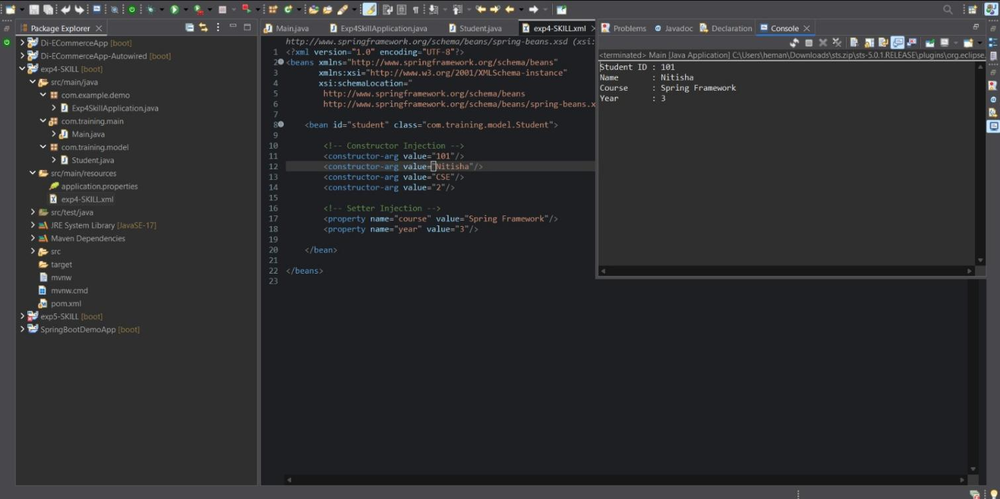 Package Explorer
Di-ECommerceApp [boot]
Di-ECommerceApp-Autowired [boot]
exp4-SKILL [boot]
src/main/java
com.example.demo
Exp4SkillApplication.java
com.training.main
Main.java
com.training.model
Student.java
src/main/resources
application.properties
exp4-SKILL.xml
src/test/java
JRE System Library [JavaSE-17]
Maven Dependencies
src
target
mvnw
mvnw.cmd
pom.xml
exp5-SKILL [boot]
SpringBootDemoApp [boot]
Main.java Exp4SkillApplication.java Student.java exp4-SKILL.xml
http://www.springframework.org/schema/beans/spring-beans.xsd (xsi:
1 <?xml version="1.0" encoding="UTF-8"?>
2 <beans xmlns="http://www.springframework.org/schema/beans"
3 xmlns:xsi="http://www.w3.org/2001/XMLSchema-instance"
4 xsi:schemaLocation="
5 http://www.springframework.org/schema/beans
6 http://www.springframework.org/schema/beans/spring-beans.x
7
8 <bean id="student" class="com.training.model.Student">
9
10 <!-- Constructor Injection -->
11 <constructor-arg value="101"/>
12 <constructor-arg value="Nitisha"/>
13 <constructor-arg value="CSE"/>
14 <constructor-arg value="2"/>
15
16 <!-- Setter Injection -->
17 <property name="course" value="Spring Framework"/>
18 <property name="year" value="3"/>
19
20 </bean>
21
22 </beans>
23
Problems Javadoc Declaration Console
<terminated> Main [Java Application] C:\Users\heman\Downloads\sts.zip\sts-5.0.1.RELEASE\plugins\org.eclipse.
Student ID : 101
Name : Nitisha
Course : Spring Framework
Year : 3